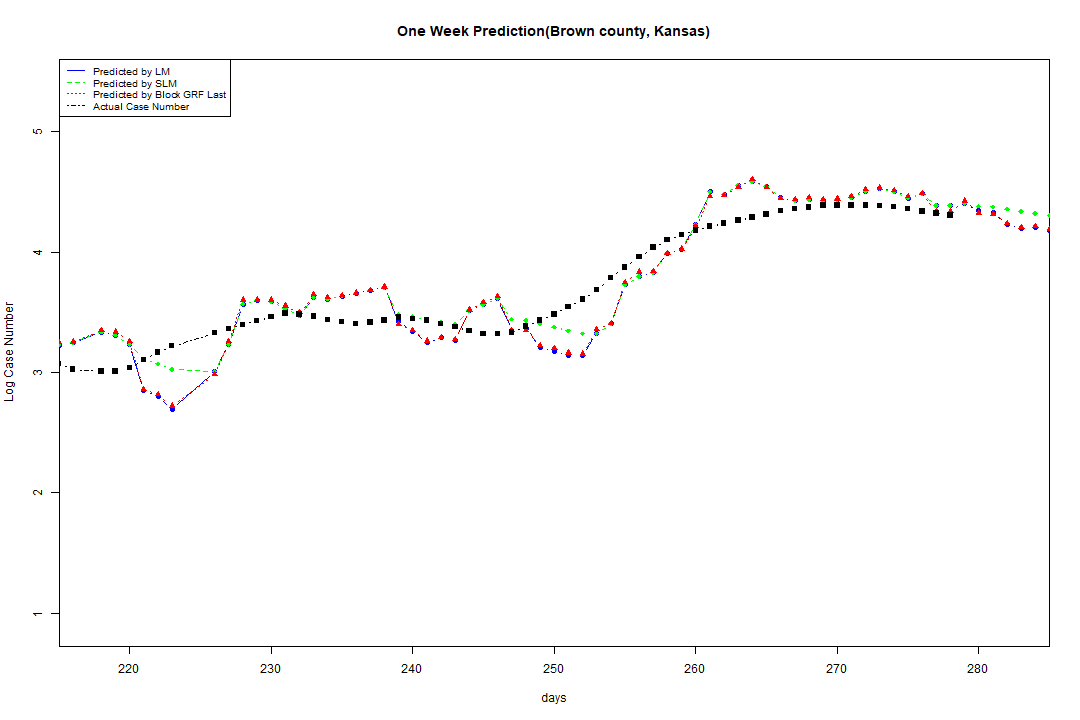 One Week Prediction(Brown county, Kansas)
Predicted by LM
Predicted by SLM
Predicted by Block GRF Last
Actual Case Number
5
4
3
2
1
Log Case Number
220 230 240 250 260 270 280
days